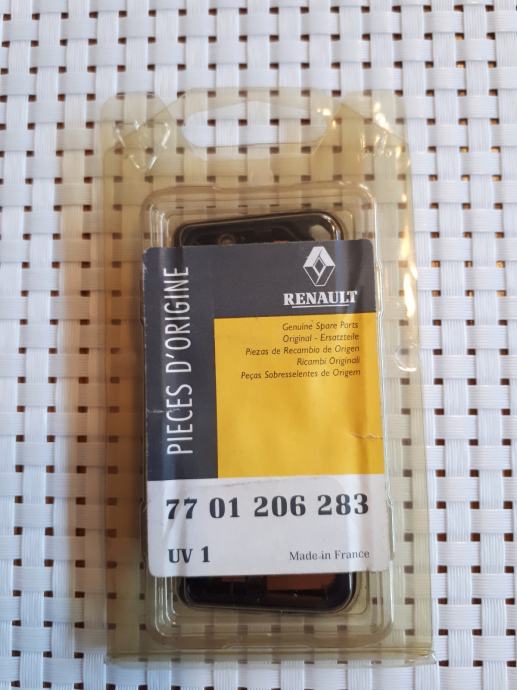 PIECES D'ORIGINE
RENAULT
Genuine Spare Parts
Original - Ersatzteile
Piezas de Recambio de Origen
Ricambi Originali
Peças Sobresselentes de Origem
77 01 206 283
UV 1
Made in France